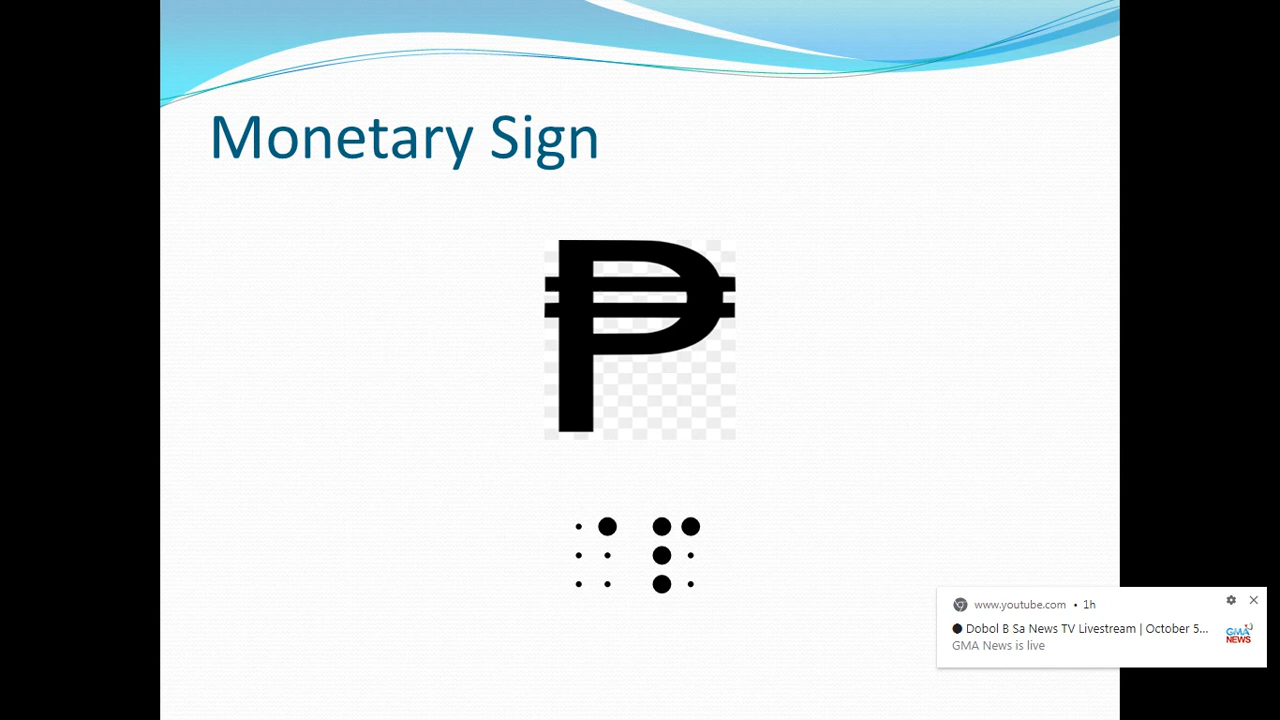 Monetary Sign
₱
⠈⠏
www.youtube.com • 1h
Dobol B Sa News TV Livestream | October 5...
GMA News is live
GMA
NEWS